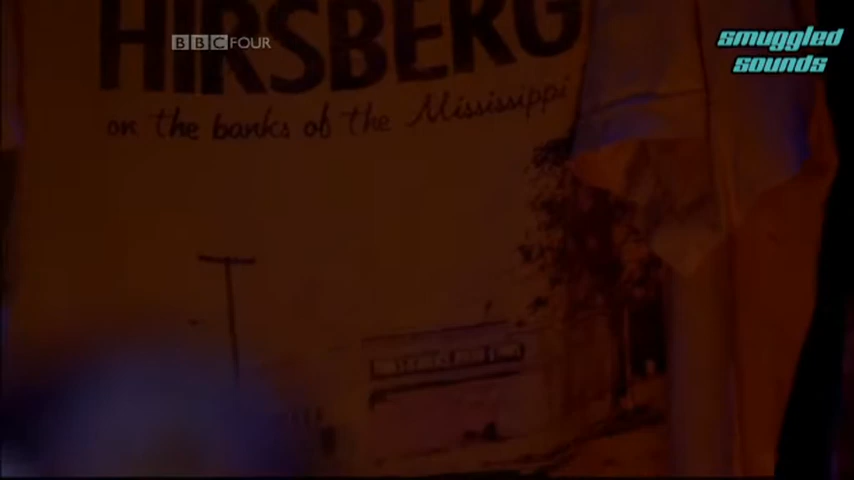 HIRSBERG
BBC FOUR
smuggled
sounds
on the banks of the Mississippi